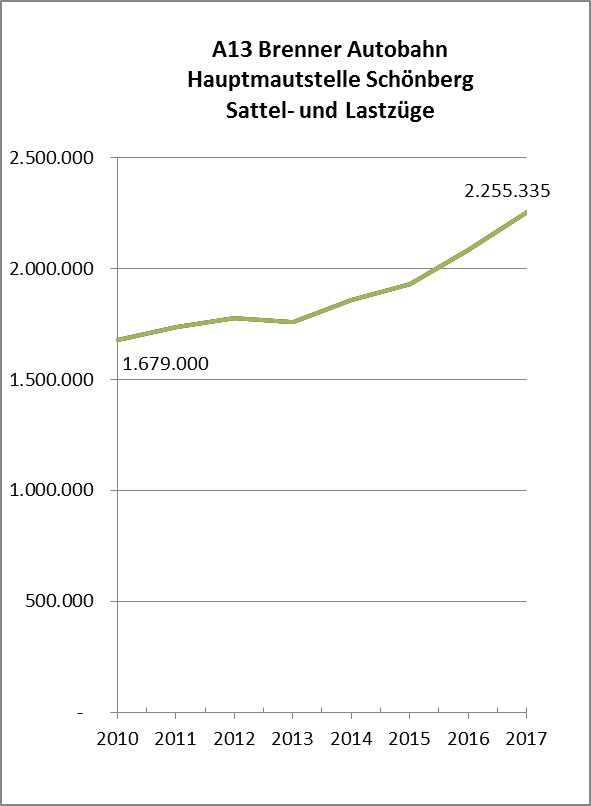 A13 Brenner Autobahn
Hauptmautstelle Schönberg
Sattel- und Lastzüge
2.500.000
2.255.335
2.000.000
1.679.000
1.500.000
1.000.000
500.000
-
2010 2011 2012 2013 2014 2015 2016 2017